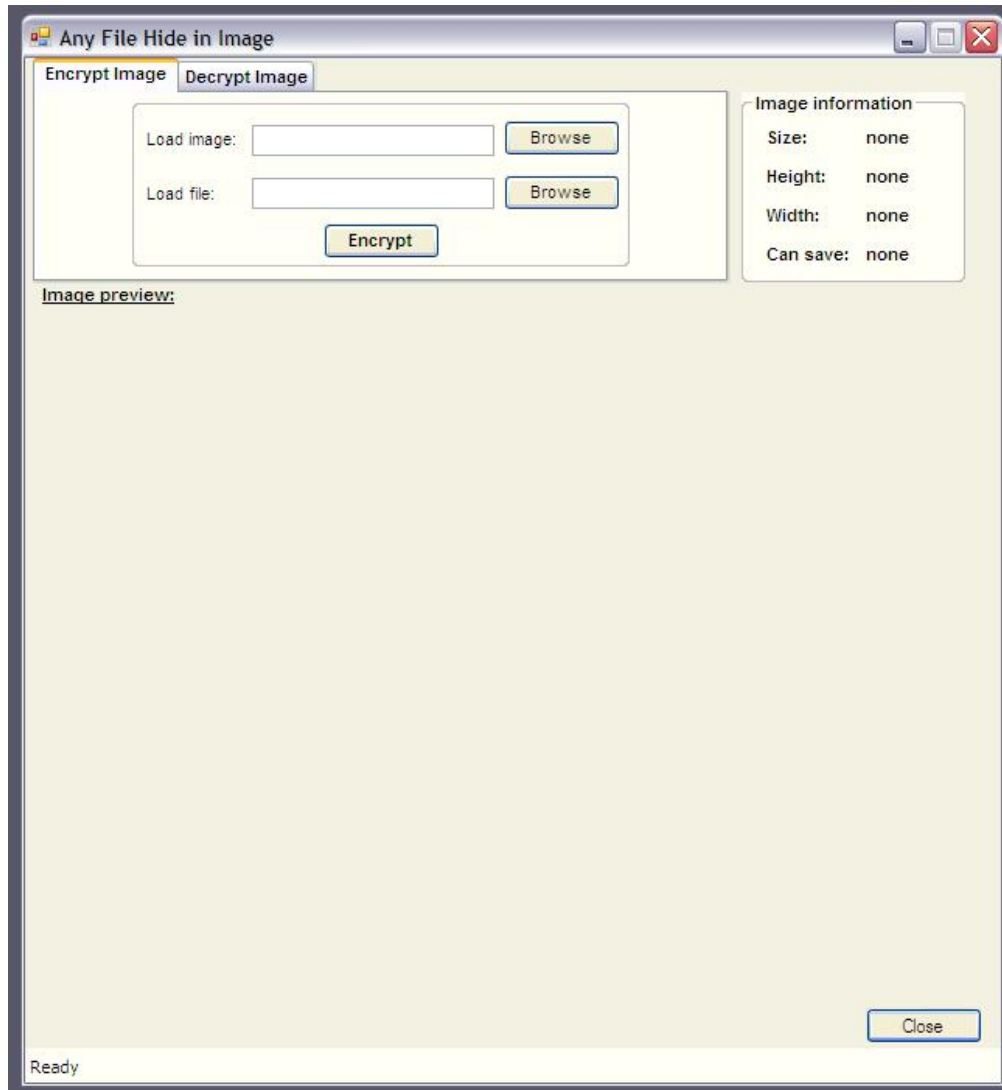 Any File Hide in Image
Encrypt Image Decrypt Image
Load image: Browse
Load file: Browse
Encrypt
Image information
Size: none
Height: none
Width: none
Can save: none
Image preview:
Close
Ready